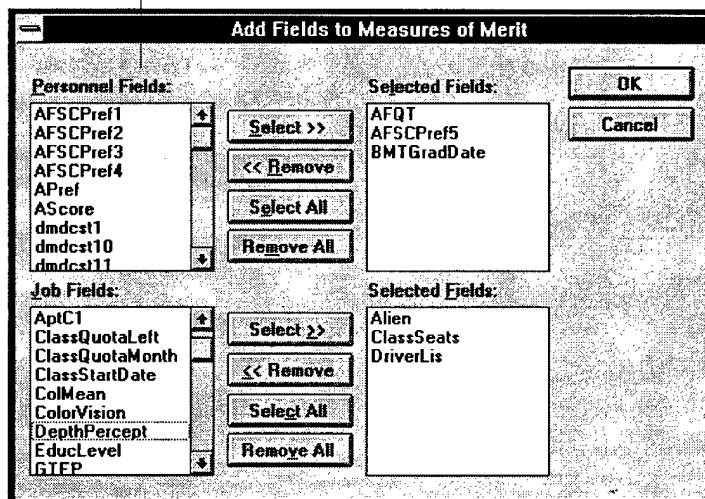 Add Fields to Measures of Merit
Personnel Fields:
AFSCPref1
AFSCPref2
AFSCPref3
AFSCPref4
APref
AScore
dmdcst1
dmdcst10
dmdcst11
Select >>
<< Remove
Select All
Remove All
Selected Fields:
AFQT
AFSCPref5
BMTGradDate
OK
Cancel
Job Fields:
AptC1
ClassQuotaLeft
ClassQuotaMonth
ClassStartDate
ColMean
ColorVision
DepthPercept
EducLevel
GTEP
Select >>
<< Remove
Select All
Remove All
Selected Fields:
Alien
ClassSeats
DriverLis